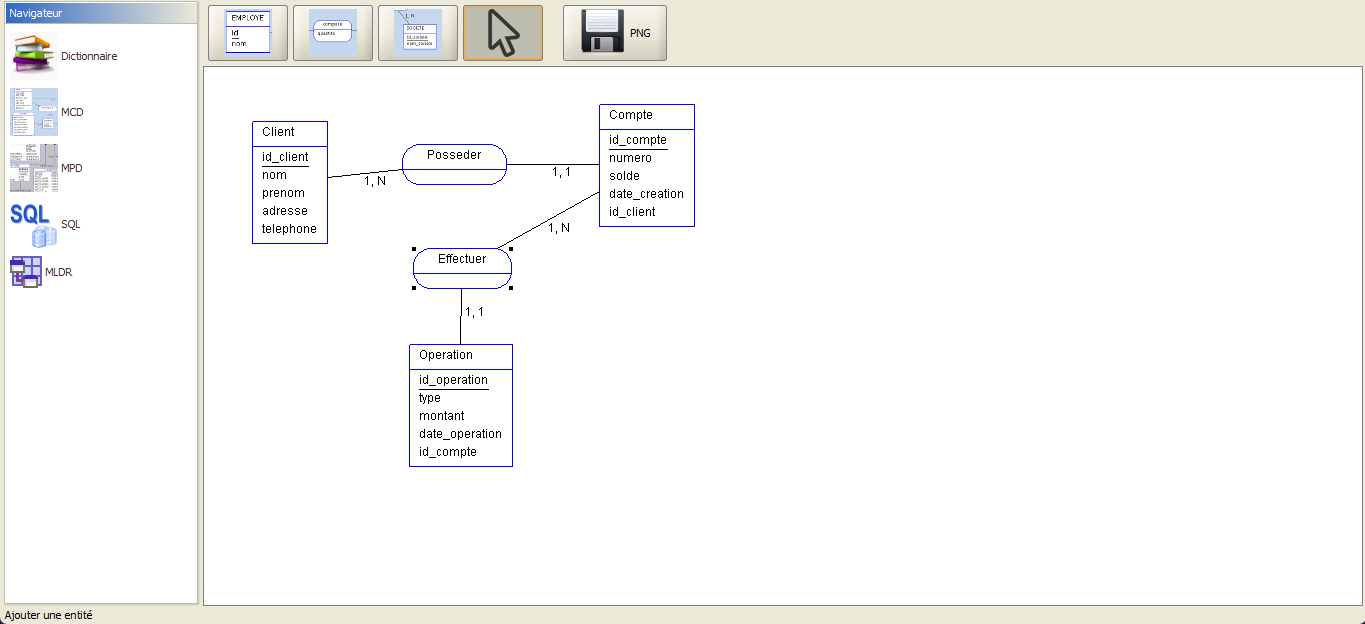 Navigateur
Dictionnaire
MCD
MPD
SQL
SQL
MLDR
EMPLOYE
id
nom
compose
quantite
1, N
SOCIETE
id_societe
PNG
Client
id_client
nom
prenom
adresse
telephone
Posseder
1, N
1, 1
Compte
id_compte
numero
solde
date_creation
id_client
1, N
Effectuer
1, 1
Operation
id_operation
type
montant
date_operation
id_compte
Ajouter une entité